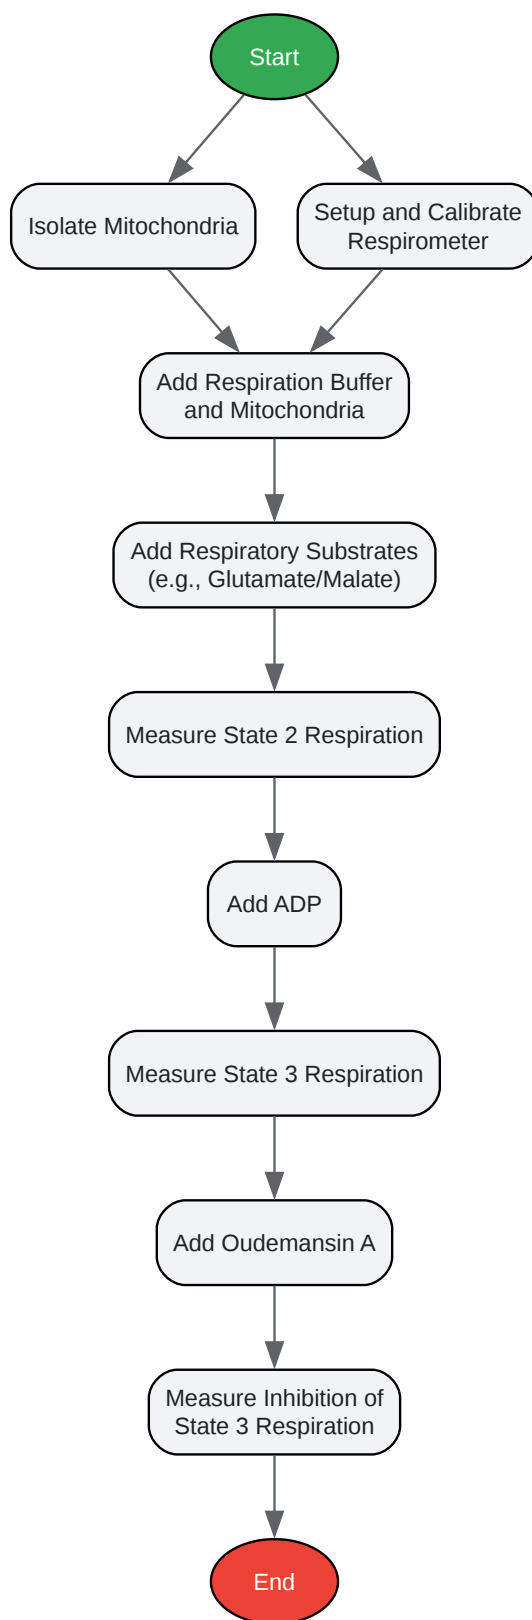 Start
Isolate Mitochondria
Setup and Calibrate
Respirometer
Add Respiration Buffer
and Mitochondria
Add Respiratory Substrates
(e.g., Glutamate/Malate)
Measure State 2 Respiration
Add ADP
Measure State 3 Respiration
Add Oudemansin A
Measure Inhibition of
State 3 Respiration
End